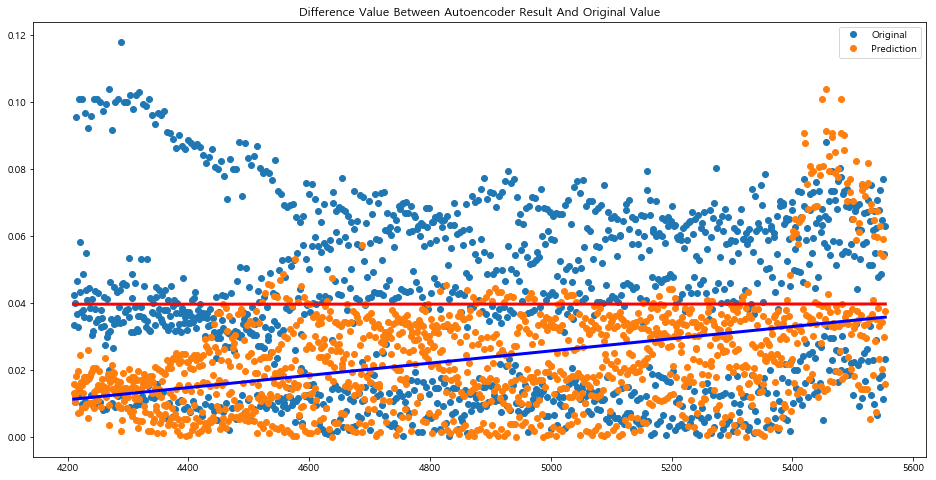 Difference Value Between Autoencoder Result And Original Value
Original
Prediction
0.12
0.10
0.08
0.06
0.04
0.02
0.00
4200 4400 4600 4800 5000 5200 5400 5600